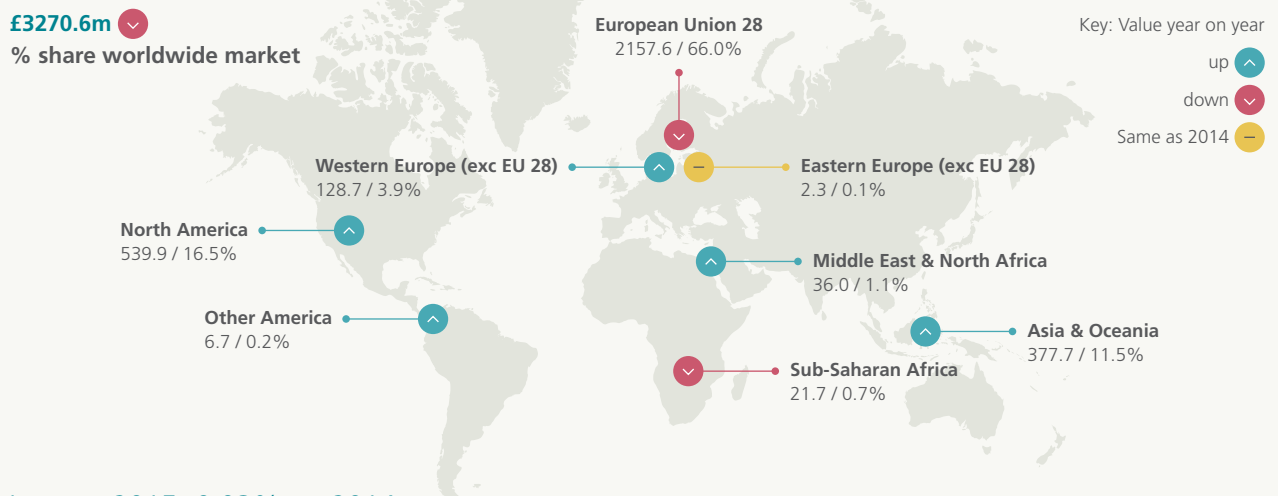 £3270.6m
% share worldwide market
European Union 28
2157.6 / 66.0%
Key: Value year on year
up
down
Same as 2014
Western Europe (exc EU 28)
128.7 / 3.9%
Eastern Europe (exc EU 28)
2.3 / 0.1%
North America
539.9 / 16.5%
Middle East & North Africa
36.0 / 1.1%
Other America
6.7 / 0.2%
Asia & Oceania
377.7 / 11.5%
Sub-Saharan Africa
21.7 / 0.7%